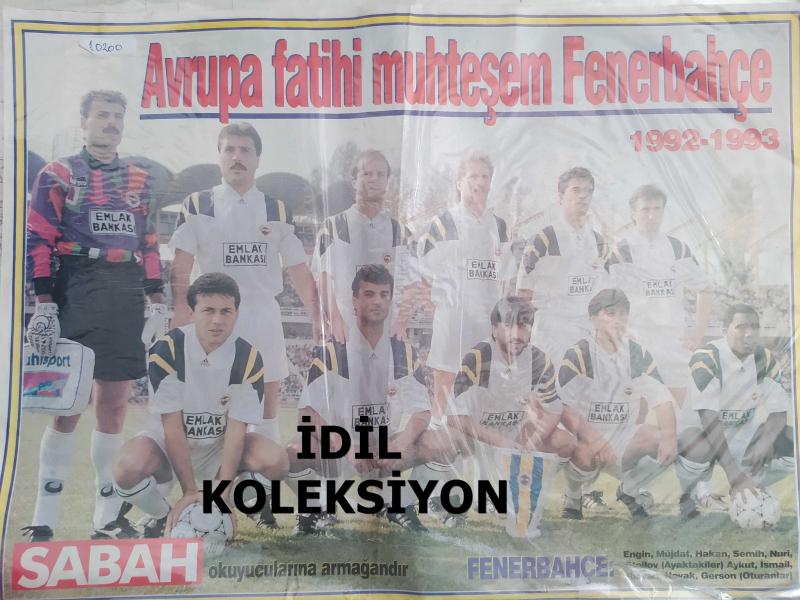 10200
Avrupa fatihi muhteşem Fenerbahçe
1992-1993
EMLAK
BANKASI
EMLAK
BANKASI
EMLAK
BANKASI
EMLAK
BANKASI
EMLAK
BANKASI
uhlsport
EMLAK
BANKASI
EMLAK
BANKASI
EMLAK
BANKASI
EMLAK
BANKASI
EMLAK
BANKASI
İDİL
KOLEKSİYON
SABAH okuyucularına armağandır
FENERBAHÇE: Engin, Müjdat, Hakan, Semih, Nuri,
(Ayaktakiler) Aykut, İsmail,
Novak, Gerson (Oturanlar)